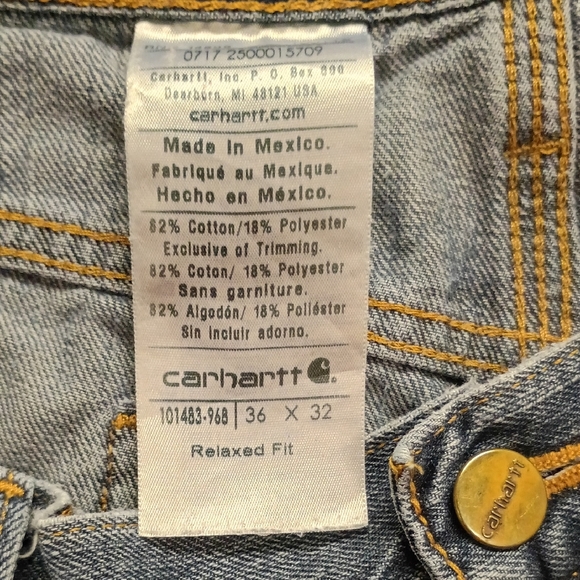 0717 2500015709
Carhartt, Inc. P. O. Box 600
Dearborn, MI 48121 USA
carhartt.com
Made in Mexico.
Fabriqué au Mexique.
Hecho en México.
82% Cotton/18% Polyester
Exclusive of Trimming.
82% Coton/ 18% Polyester
Sans garniture.
82% Algodón/ 18% Poliéster
Sin incluir adorno.
carhartt
101483-968 36 X 32
Relaxed Fit
carhartt